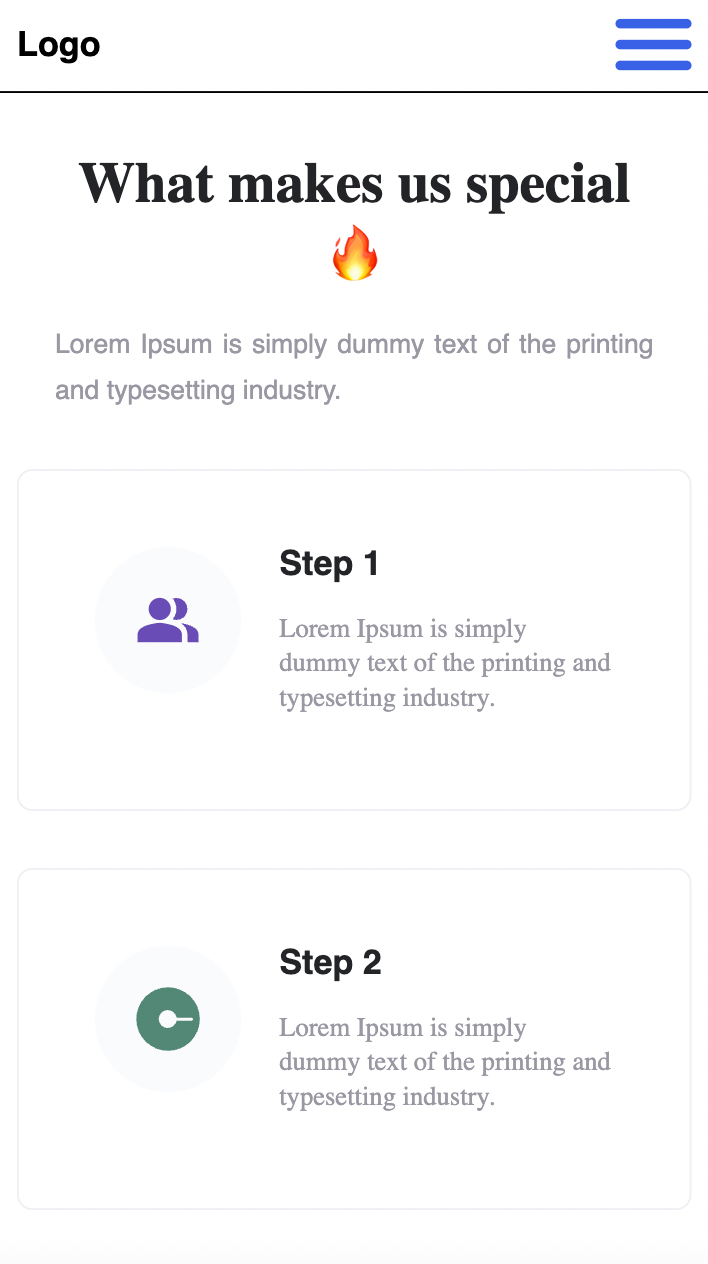 Logo
What makes us special
🔥
Lorem Ipsum is simply dummy text of the printing
and typesetting industry.
Step 1
Lorem Ipsum is simply
dummy text of the printing and
typesetting industry.
Step 2
Lorem Ipsum is simply
dummy text of the printing and
typesetting industry.